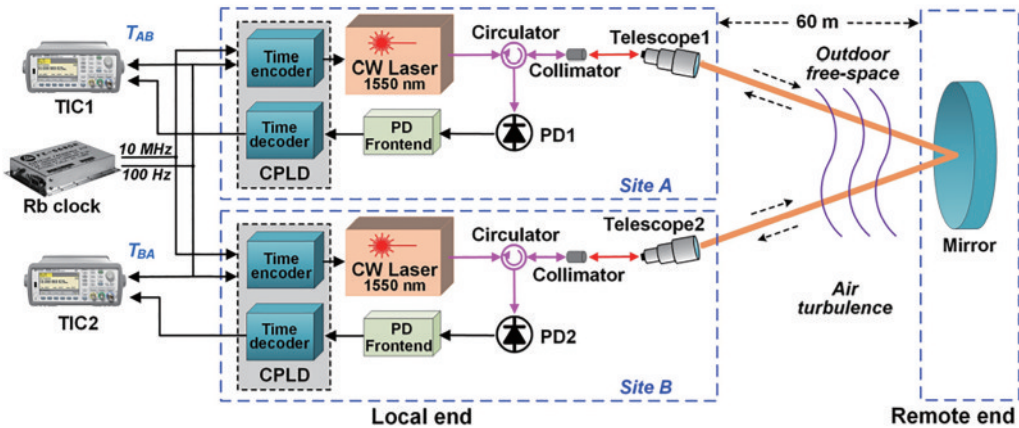 T_AB
TIC1
Rb clock
10 MHz
100 Hz
T_BA
TIC2
Time
encoder
CW Laser
1550 nm
Circulator
Collimator
Telescope1
Time
decoder
CPLD
PD
Frontend
PD1
Site A
60 m
Outdoor
free-space
Mirror
Air
turbulence
Time
encoder
CW Laser
1550 nm
Circulator
Collimator
Telescope2
Time
decoder
CPLD
PD
Frontend
PD2
Site B
Local end
Remote end